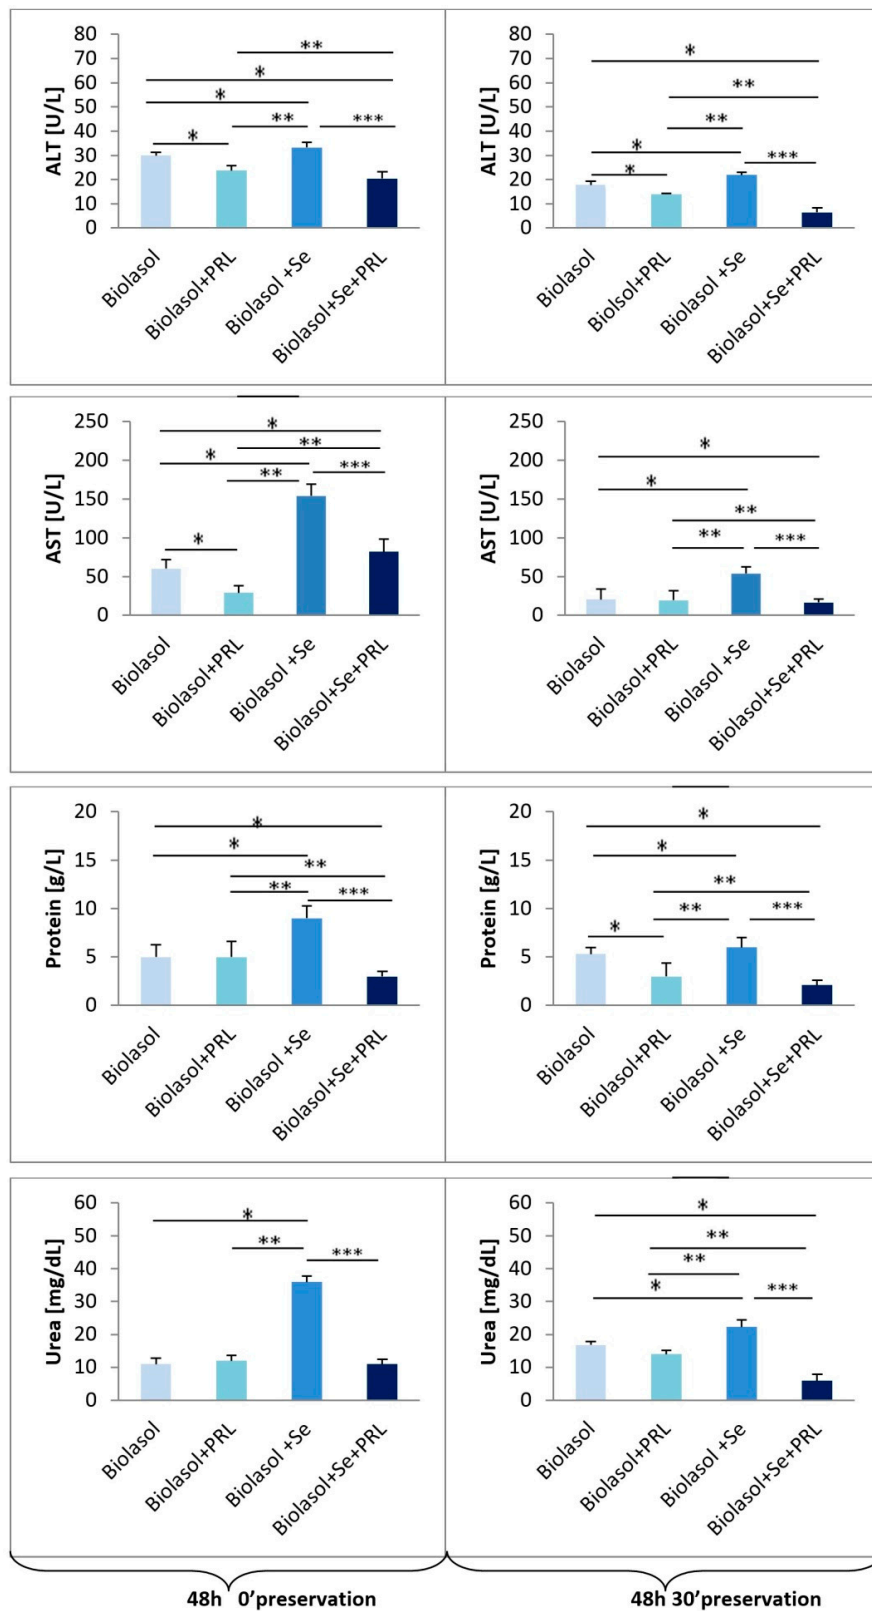 ALT [U/L]
80
70
60
50
40
30
20
10
0
**
*
*
*
**
***
Biolasol
Biolasol+PRL
Biolasol +Se
Biolasol+Se+PRL
ALT [U/L]
80
70
60
50
40
30
20
10
0
*
**
**
*
***
*
Biolasol
Biolsol+PRL
Biolasol +Se
Biolasol+Se+PRL
AST [U/L]
250
200
150
100
50
0
*
**
*
**
***
*
Biolasol
Biolasol+PRL
Biolasol +Se
Biolasol+Se+PRL
AST [U/L]
250
200
150
100
50
0
*
*
**
**
***
Biolasol
Biolasol+PRL
Biolasol +Se
Biolasol+Se+PRL
Protein [g/L]
20
15
10
5
0
*
*
**
**
***
Biolasol
Biolasol+PRL
Biolasol +Se
Biolasol+Se+PRL
Protein [g/L]
20
15
10
5
0
*
*
**
**
***
*
Biolasol
Biolasol+PRL
Biolasol +Se
Biolasol+Se+PRL
Urea [mg/dL]
60
50
40
30
20
10
0
*
**
***
Biolasol
Biolasol+PRL
Biolasol +Se
Biolasol+Se+PRL
Urea [mg/dL]
60
50
40
30
20
10
0
*
**
**
*
***
Biolasol
Biolasol+PRL
Biolasol +Se
Biolasol+Se+PRL
48h 0'preservation
48h 30'preservation